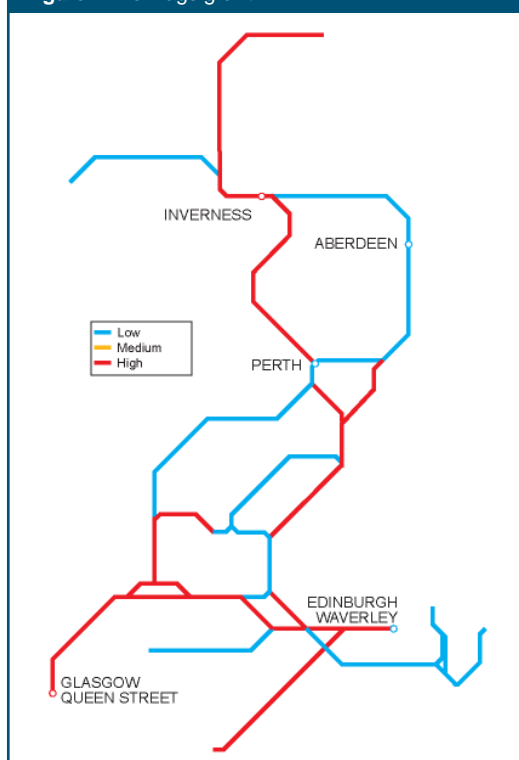 INVERNESS
ABERDEEN
Low
Medium
High
PERTH
EDINBURGH
WAVERLEY
GLASGOW
QUEEN STREET